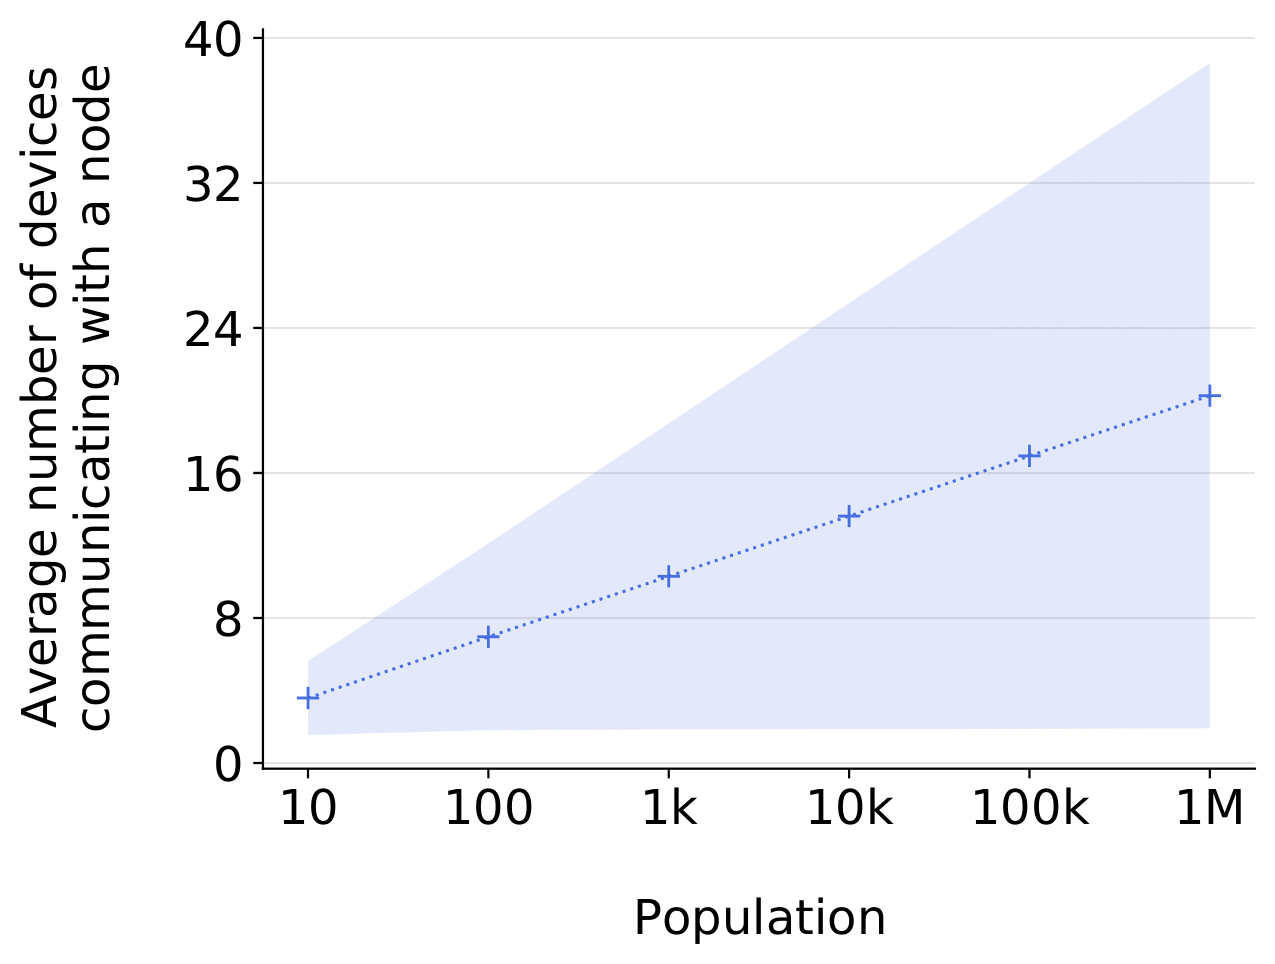 Average number of devices
communicating with a node
40
32
24
16
8
0
10 100 1k 10k 100k 1M
Population